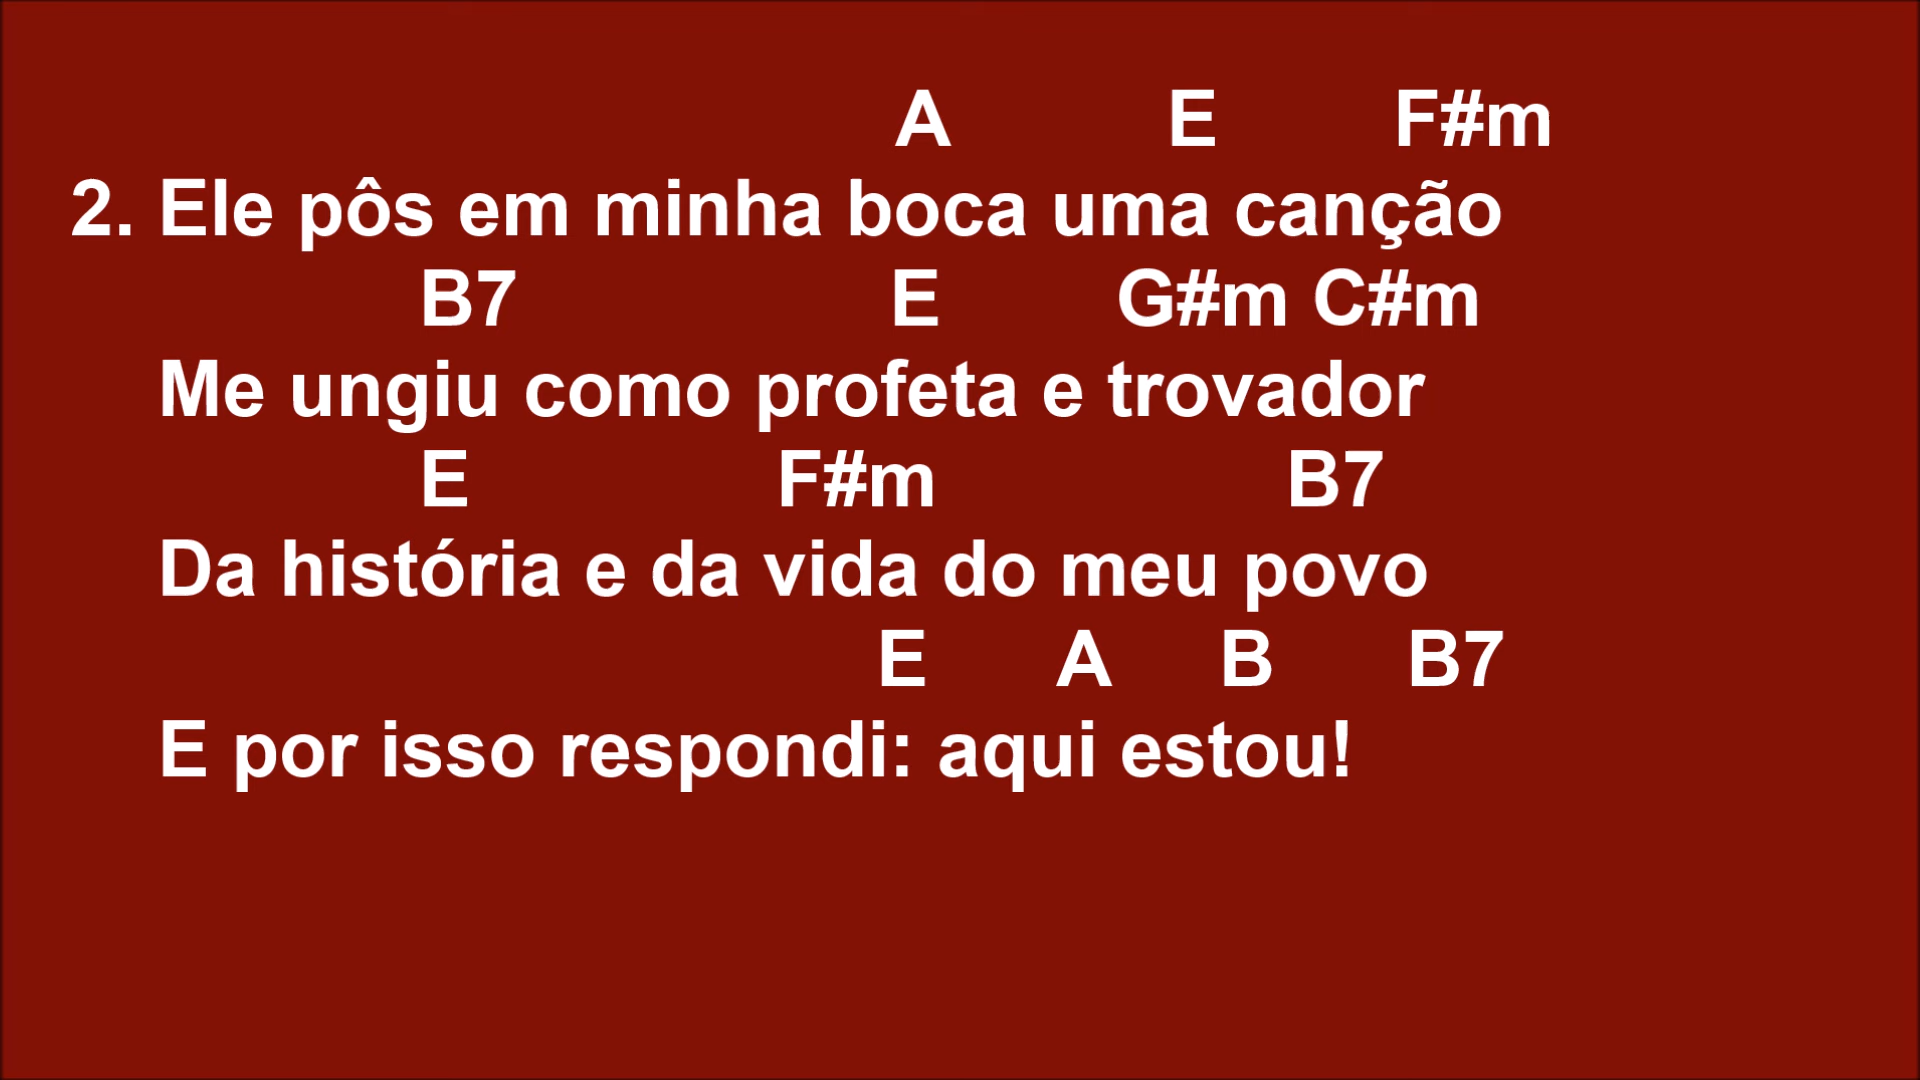 A E F#m
2. Ele pôs em minha boca uma canção
B7 E G#m C#m
Me ungiu como profeta e trovador
E F#m B7
Da história e da vida do meu povo
E A B B7
E por isso respondi: aqui estou!